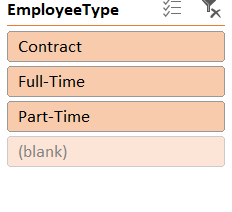 EmployeeType
Contract
Full-Time
Part-Time
(blank)